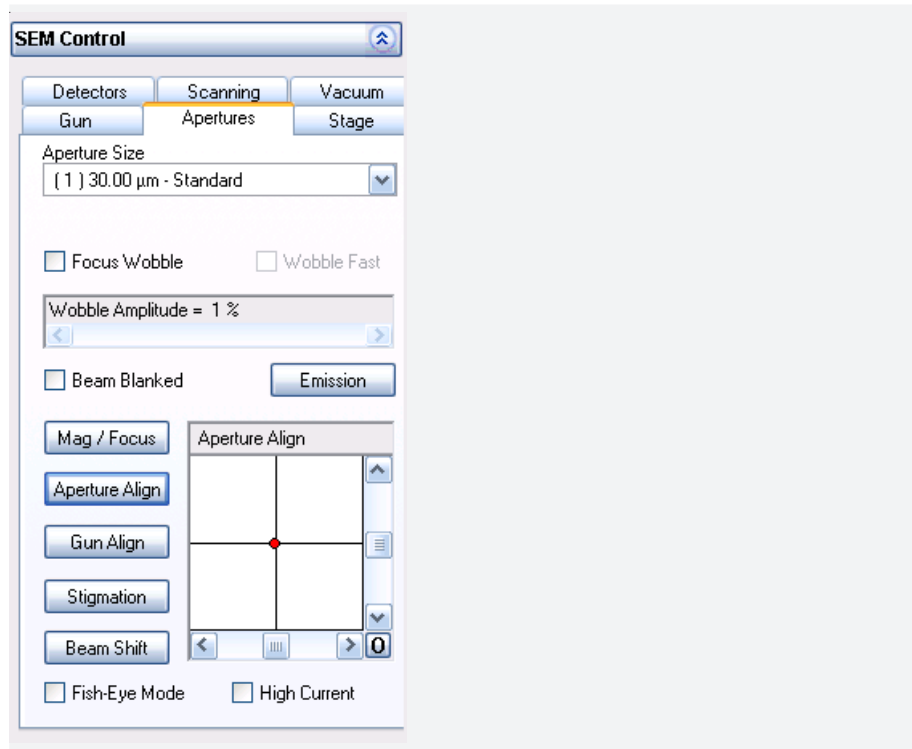 SEM Control
Detectors Scanning Vacuum
Gun Apertures Stage
Aperture Size
( 1 ) 30.00 µm - Standard
Focus Wobble Wobble Fast
Wobble Amplitude = 1 %
Beam Blanked Emission
Mag / Focus Aperture Align
Aperture Align
Gun Align
Stigmation
Beam Shift 0
Fish-Eye Mode High Current